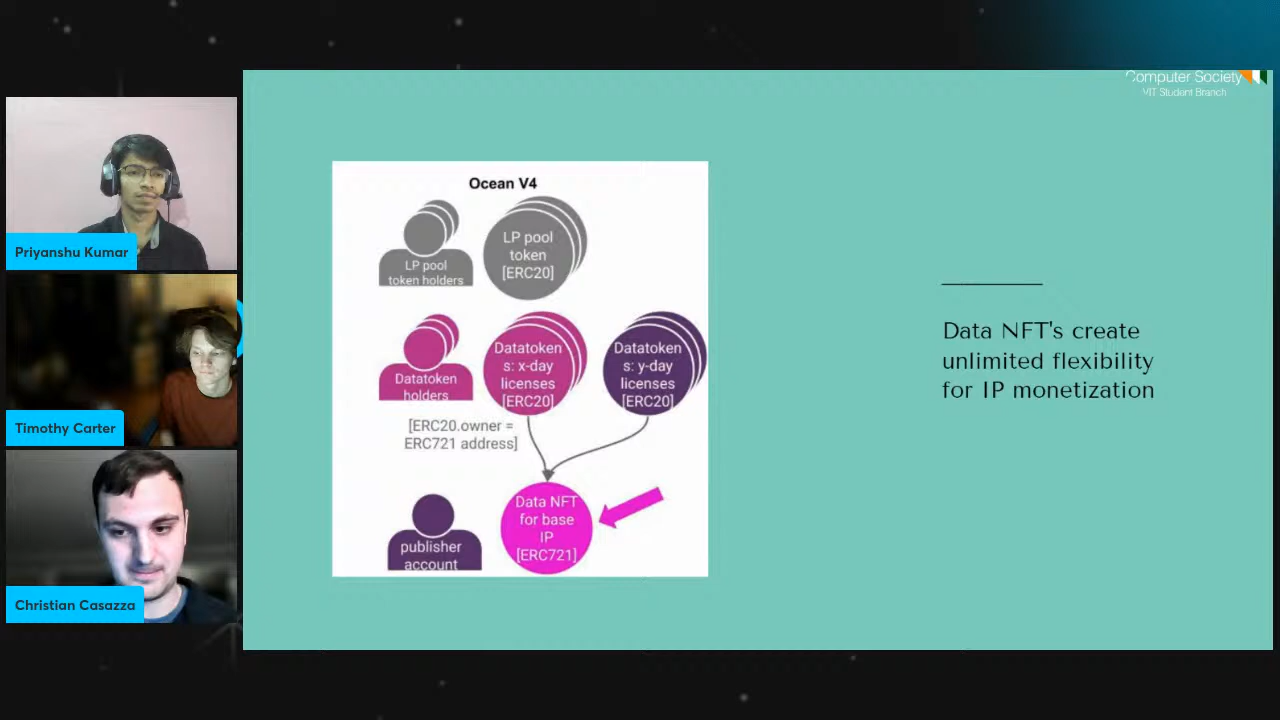 Computer Society
VIT Student Branch
Priyanshu Kumar
Timothy Carter
Christian Casazza
Ocean V4
LP pool
token holders
LP pool
token
[ERC20]
Datatoken
holders
Datatoken
s: x-day
licenses
[ERC20]
Datatoken
s: y-day
licenses
[ERC20]
[ERC20.owner =
ERC721 address]
publisher
account
Data NFT
for base
IP
[ERC721]
Data NFT's create
unlimited flexibility
for IP monetization